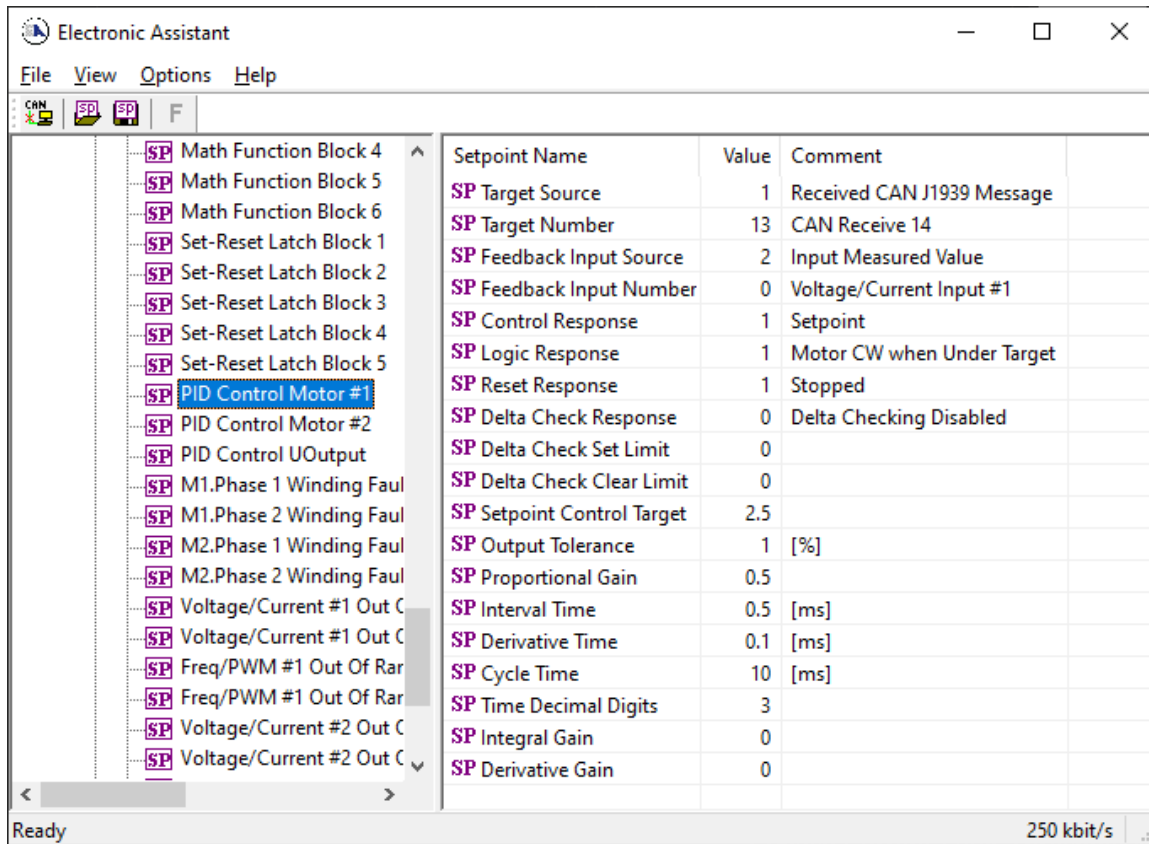 Electronic Assistant
File View Options Help
CAN SP SP F
SP Math Function Block 4
SP Math Function Block 5
SP Math Function Block 6
SP Set-Reset Latch Block 1
SP Set-Reset Latch Block 2
SP Set-Reset Latch Block 3
SP Set-Reset Latch Block 4
SP Set-Reset Latch Block 5
SP PID Control Motor #1
SP PID Control Motor #2
SP PID Control UOutput
SP M1.Phase 1 Winding Faul
SP M1.Phase 2 Winding Faul
SP M2.Phase 1 Winding Faul
SP M2.Phase 2 Winding Faul
SP Voltage/Current #1 Out O
SP Voltage/Current #1 Out O
SP Freq/PWM #1 Out Of Rar
SP Freq/PWM #1 Out Of Rar
SP Voltage/Current #2 Out O
SP Voltage/Current #2 Out O
Setpoint Name Value Comment
SP Target Source 1 Received CAN J1939 Message
SP Target Number 13 CAN Receive 14
SP Feedback Input Source 2 Input Measured Value
SP Feedback Input Number 0 Voltage/Current Input #1
SP Control Response 1 Setpoint
SP Logic Response 1 Motor CW when Under Target
SP Reset Response 1 Stopped
SP Delta Check Response 0 Delta Checking Disabled
SP Delta Check Set Limit 0
SP Delta Check Clear Limit 0
SP Setpoint Control Target 2.5
SP Output Tolerance 1 [%]
SP Proportional Gain 0.5
SP Interval Time 0.5 [ms]
SP Derivative Time 0.1 [ms]
SP Cycle Time 10 [ms]
SP Time Decimal Digits 3
SP Integral Gain 0
SP Derivative Gain 0
Ready 250 kbit/s